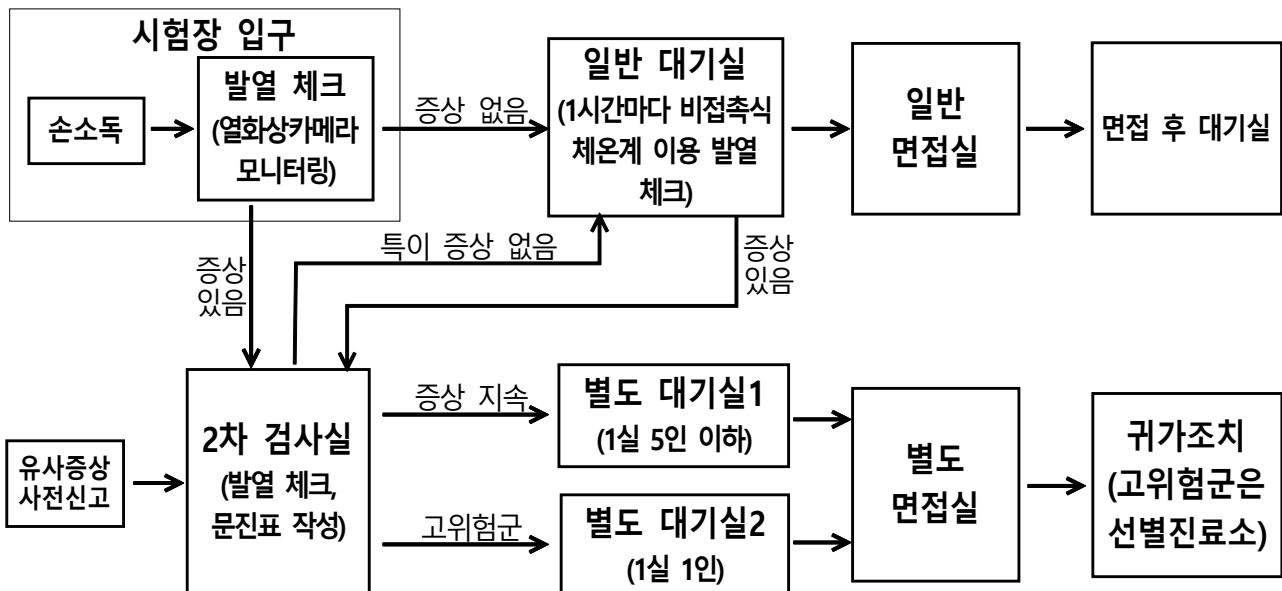 시험장 입구
손소독
발열 체크
(열화상카메라
모니터링)
증상 없음
일반 대기실
(1시간마다 비접촉식
체온계 이용 발열
체크)
일반
면접실
면접 후 대기실
증상
있음
특이 증상 없음
증상
있음
유사증상
사전신고
2차 검사실
(발열 체크,
문진표 작성)
증상 지속
별도 대기실1
(1실 5인 이하)
고위험군
별도 대기실2
(1실 1인)
별도
면접실
귀가조치
(고위험군은
선별진료소)